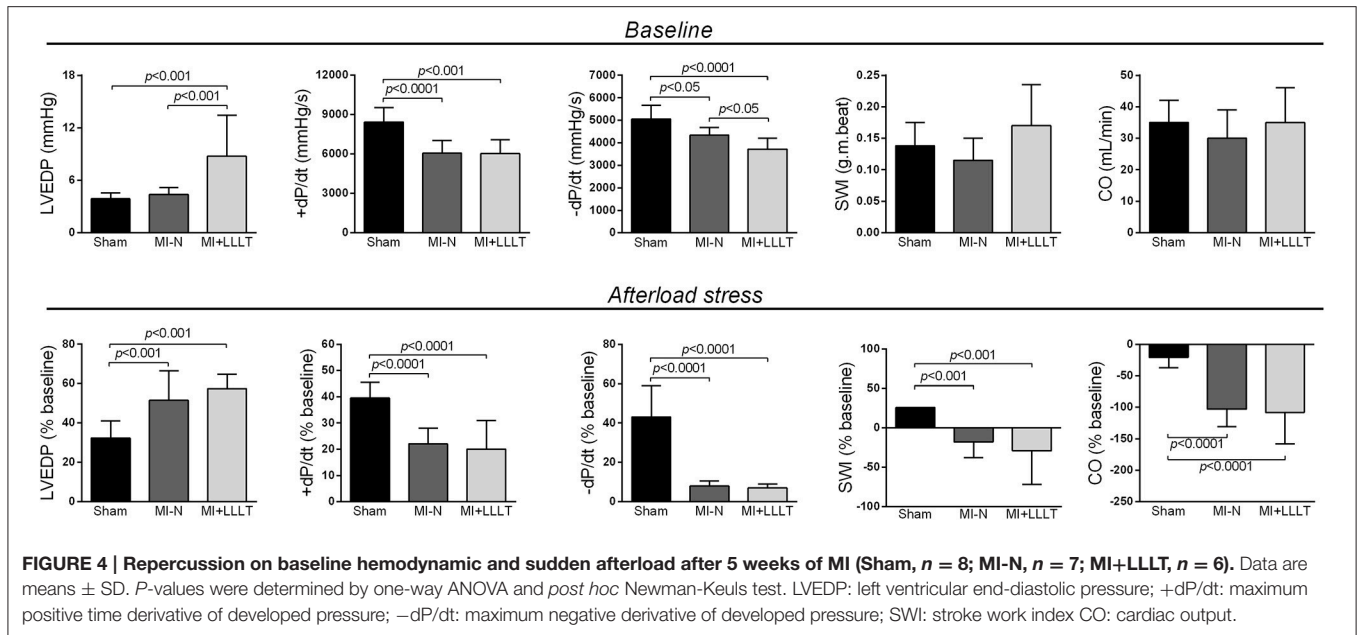 Baseline
18
12
6
0
LVEDP (mmHg)
p<0.001
p<0.001
Sham MI-N MI+LLLT
12000
9000
6000
3000
0
+dP/dt (mmHg/s)
p<0.001
p<0.0001
Sham MI-N MI+LLLT
7000
6000
5000
4000
3000
2000
1000
0
-dP/dt (mmHg/s)
p<0.0001
p<0.05
p<0.05
Sham MI-N MI+LLLT
0.25
0.20
0.15
0.10
0.05
0.00
SWI (g.m.beat)
Sham MI-N MI+LLLT
50
40
30
20
10
0
CO (mL/min)
Sham MI-N MI+LLLT
Afterload stress
80
60
40
20
0
LVEDP (% baseline)
p<0.001
p<0.001
Sham MI-N MI+LLLT
50
40
30
20
10
0
+dP/dt (% baseline)
p<0.0001
p<0.0001
Sham MI-N MI+LLLT
80
60
40
20
0
-dP/dt (% baseline)
p<0.0001
p<0.0001
Sham MI-N MI+LLLT
100
50
0
-50
-100
SWI (% baseline)
p<0.001
p<0.001
Sham MI-N MI+LLLT
0
-50
-100
-150
-200
-250
CO (% baseline)
p<0.0001
p<0.0001
Sham MI-N MI+LLLT
FIGURE 4 | Repercussion on baseline hemodynamic and sudden afterload after 5 weeks of MI (Sham, n = 8; MI-N, n = 7; MI+LLLT, n = 6). Data are
means ± SD. P-values were determined by one-way ANOVA and post hoc Newman-Keuls test. LVEDP: left ventricular end-diastolic pressure; +dP/dt: maximum
positive time derivative of developed pressure; −dP/dt: maximum negative derivative of developed pressure; SWI: stroke work index CO: cardiac output.